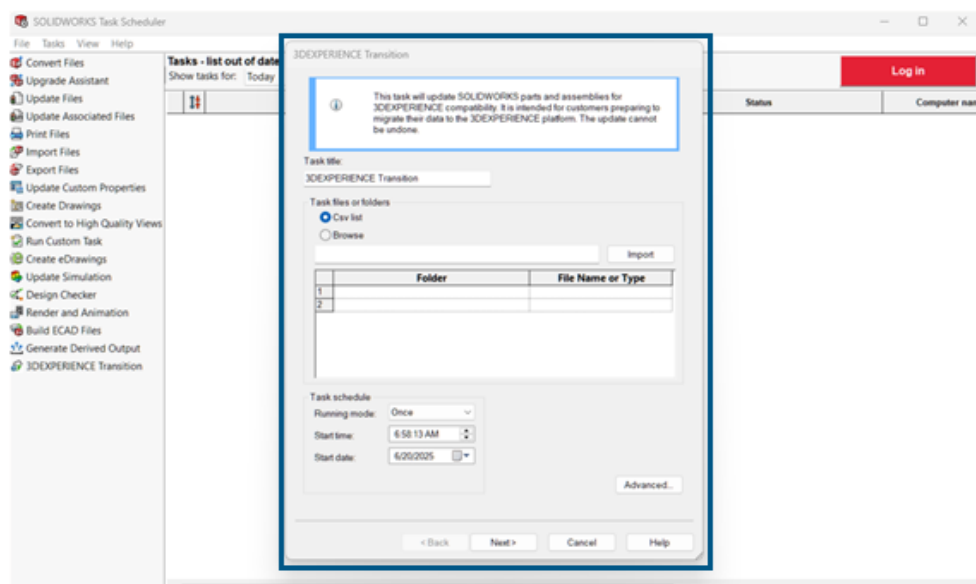 SOLIDWORKS Task Scheduler
File Tasks View Help
Convert Files
Upgrade Assistant
Update Files
Update Associated Files
Print Files
Import Files
Export Files
Update Custom Properties
Create Drawings
Convert to High Quality Views
Run Custom Task
Create eDrawings
Update Simulation
Design Checker
Render and Animation
Build ECAD Files
Generate Derived Output
3DEXPERIENCE Transition
Tasks - list out of date
Show tasks for: Today
Log in
Status
Computer nar
3DEXPERIENCE Transition
This task will update SOLIDWORKS parts and assemblies for
3DEXPERIENCE compatibility. It is intended for customers preparing to
migrate their data to the 3DEXPERIENCE platform. The update cannot
be undone.
Task title:
3DEXPERIENCE Transition
Task files or folders
Csv list
Browse
Import
Folder File Name or Type
1
2
Task schedule
Running mode: Once
Start time: 6:58:13 AM
Start date: 6/20/2025
Advanced...
< Back Next > Cancel Help